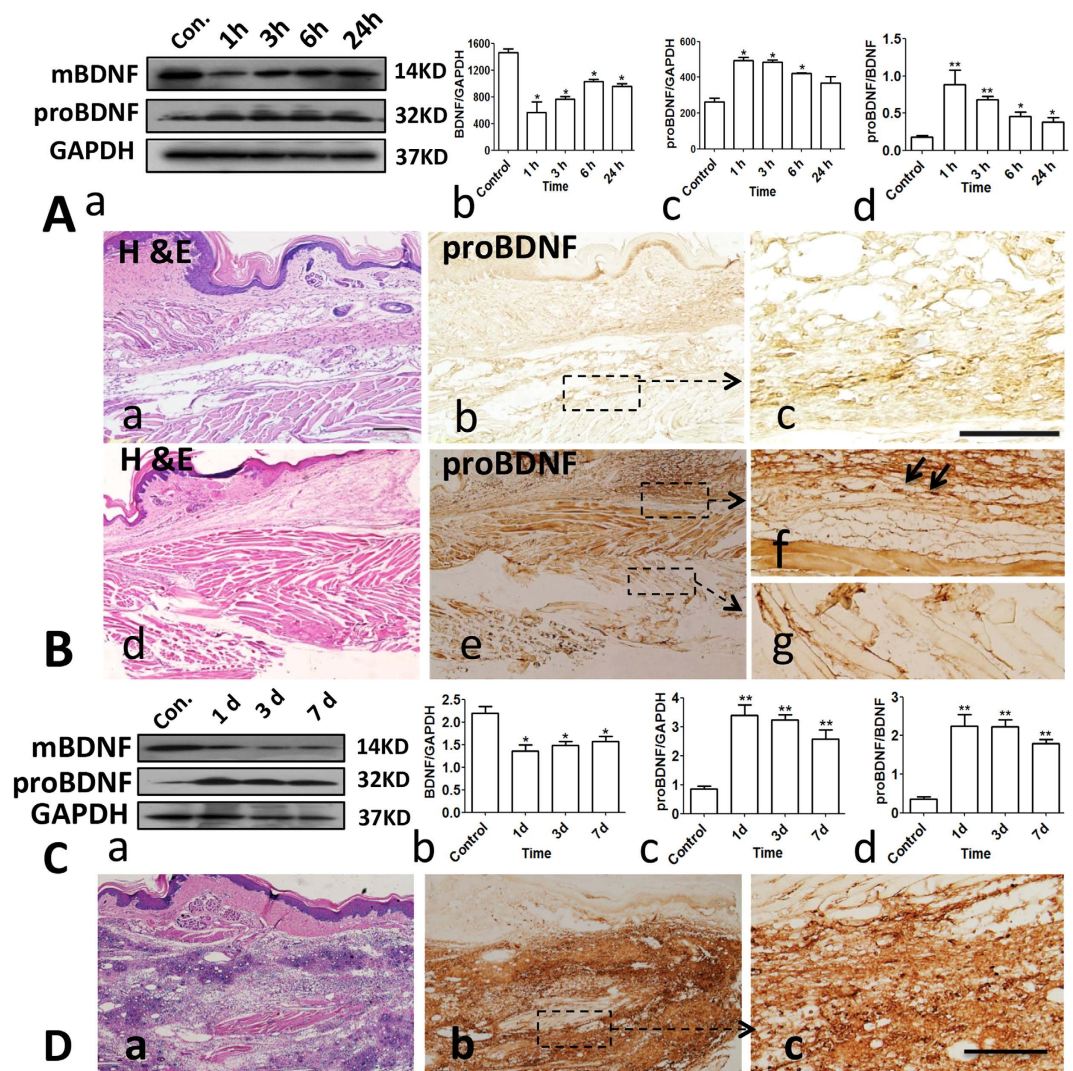 Con. 1h 3h 6h 24h
mBDNF 14KD
proBDNF 32KD
GAPDH 37KD
a
BDNF/GAPDH
1600
1200
800
400
0
* * * *
Control 1 h 3 h 6 h 24 h
Time
b
proBDNF/GAPDH
600
400
200
0
* * *
Control 1 h 3 h 6 h 24 h
Time
c
proBDNF/BDNF
1.5
1.0
0.5
0.0
** ** * *
Control 1 h 3 h 6 h 24 h
Time
d
A
H &E
a
proBDNF
b
c
H &E
d
proBDNF
e
f
g
B
Con. 1 d 3 d 7 d
mBDNF 14KD
proBDNF 32KD
GAPDH 37KD
a
BDNF/GAPDH
2.5
2.0
1.5
1.0
0.5
0.0
* * *
Control 1d 3d 7d
Time
b
proBDNF/GAPDH
4
3
2
1
0
** ** **
Control 1d 3d 7d
Time
c
proBDNF/BDNF
3
2
1
0
** ** **
Control 1d 3d 7d
Time
d
C
a
b
c
D